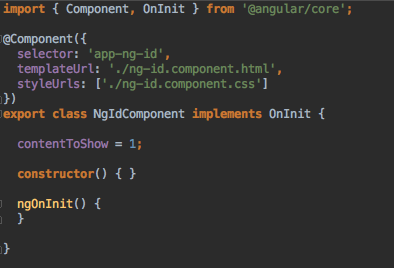 import { Component, OnInit } from '@angular/core';
@Component({
selector: 'app-ng-id',
templateUrl: './ng-id.component.html',
styleUrls: ['./ng-id.component.css']
})
export class NgIdComponent implements OnInit {
contentToShow = 1;
constructor() { }
ngOnInit() {
}
}